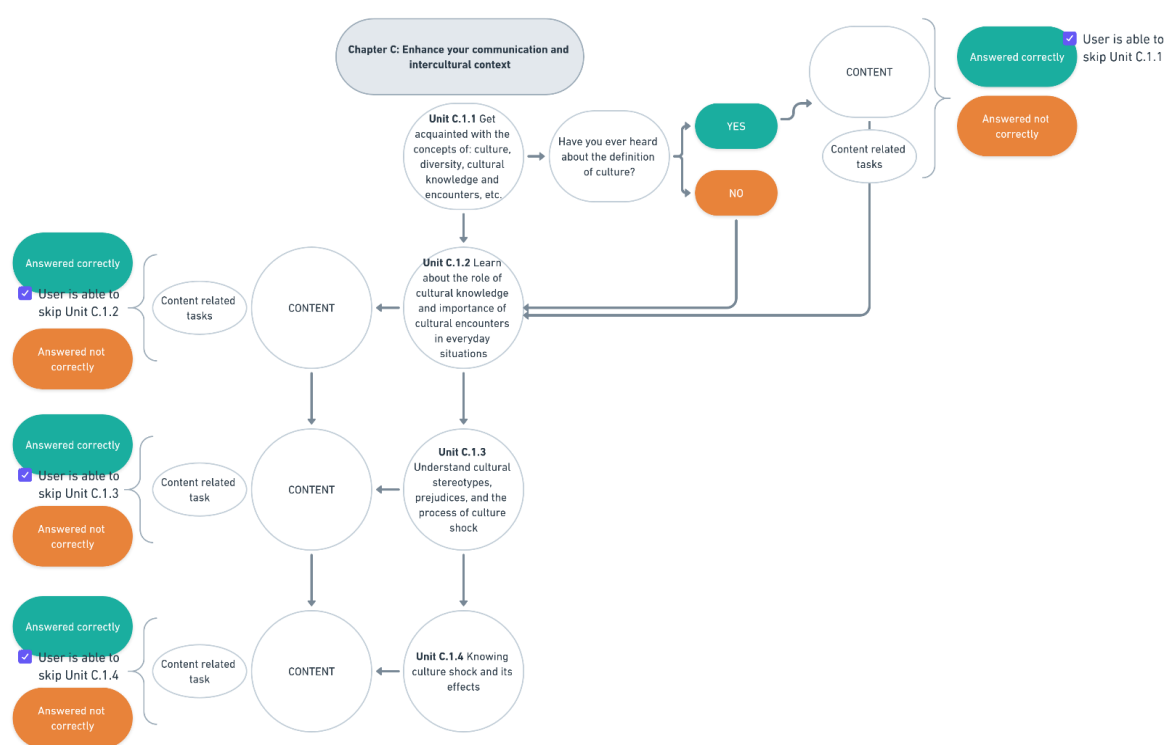 Chapter C: Enhance your communication and
intercultural context
CONTENT
Answered correctly
User is able to
skip Unit C.1.1
Answered not
correctly
Unit C.1.1 Get
acquainted with the
concepts of: culture,
diversity, cultural
knowledge and
encounters, etc.
Have you ever heard
about the definition
of culture?
YES
NO
Content related
tasks
Answered correctly
User is able to
skip Unit C.1.2
Answered not
correctly
Content related
tasks
CONTENT
Unit C.1.2 Learn
about the role of
cultural knowledge
and importance of
cultural encounters
in everyday
situations
Answered correctly
User is able to
skip Unit C.1.3
Answered not
correctly
Content related
task
CONTENT
Unit C.1.3
Understand cultural
stereotypes,
prejudices, and the
process of culture
shock
Answered correctly
User is able to
skip Unit C.1.4
Answered not
correctly
Content related
task
CONTENT
Unit C.1.4 Knowing
culture shock and its
effects